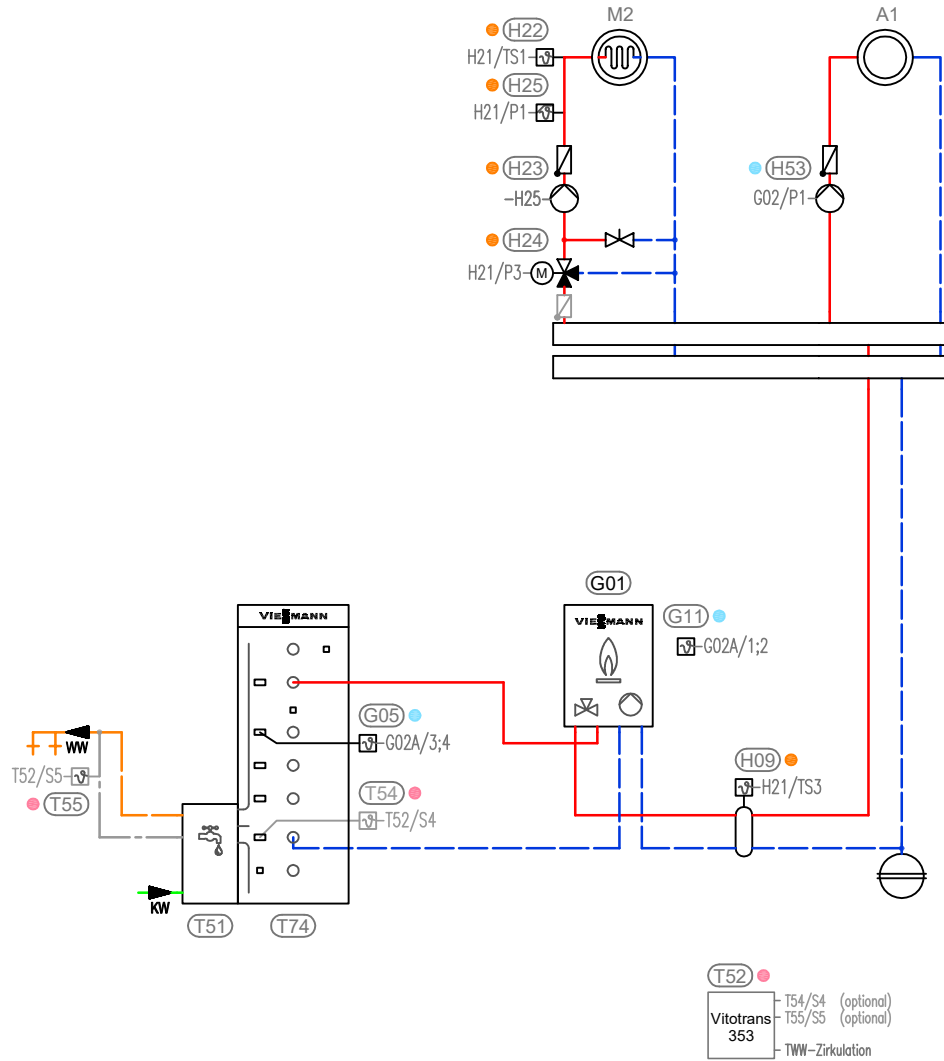 M2
A1
H22
H21/TS1
H25
H21/P1
H23
H53
-H25
G02/P1
H24
H21/P3
M
G01
VIESSMANN
VIESSMANN
G11
G02A/1;2
G05
G02A/3;4
WW
T52/S5
T55
T54
T52/S4
H09
H21/TS3
KW
T51
T74
T52
Vitotrans
353
T54/S4 (optional)
T55/S5 (optional)
TWW-Zirkulation